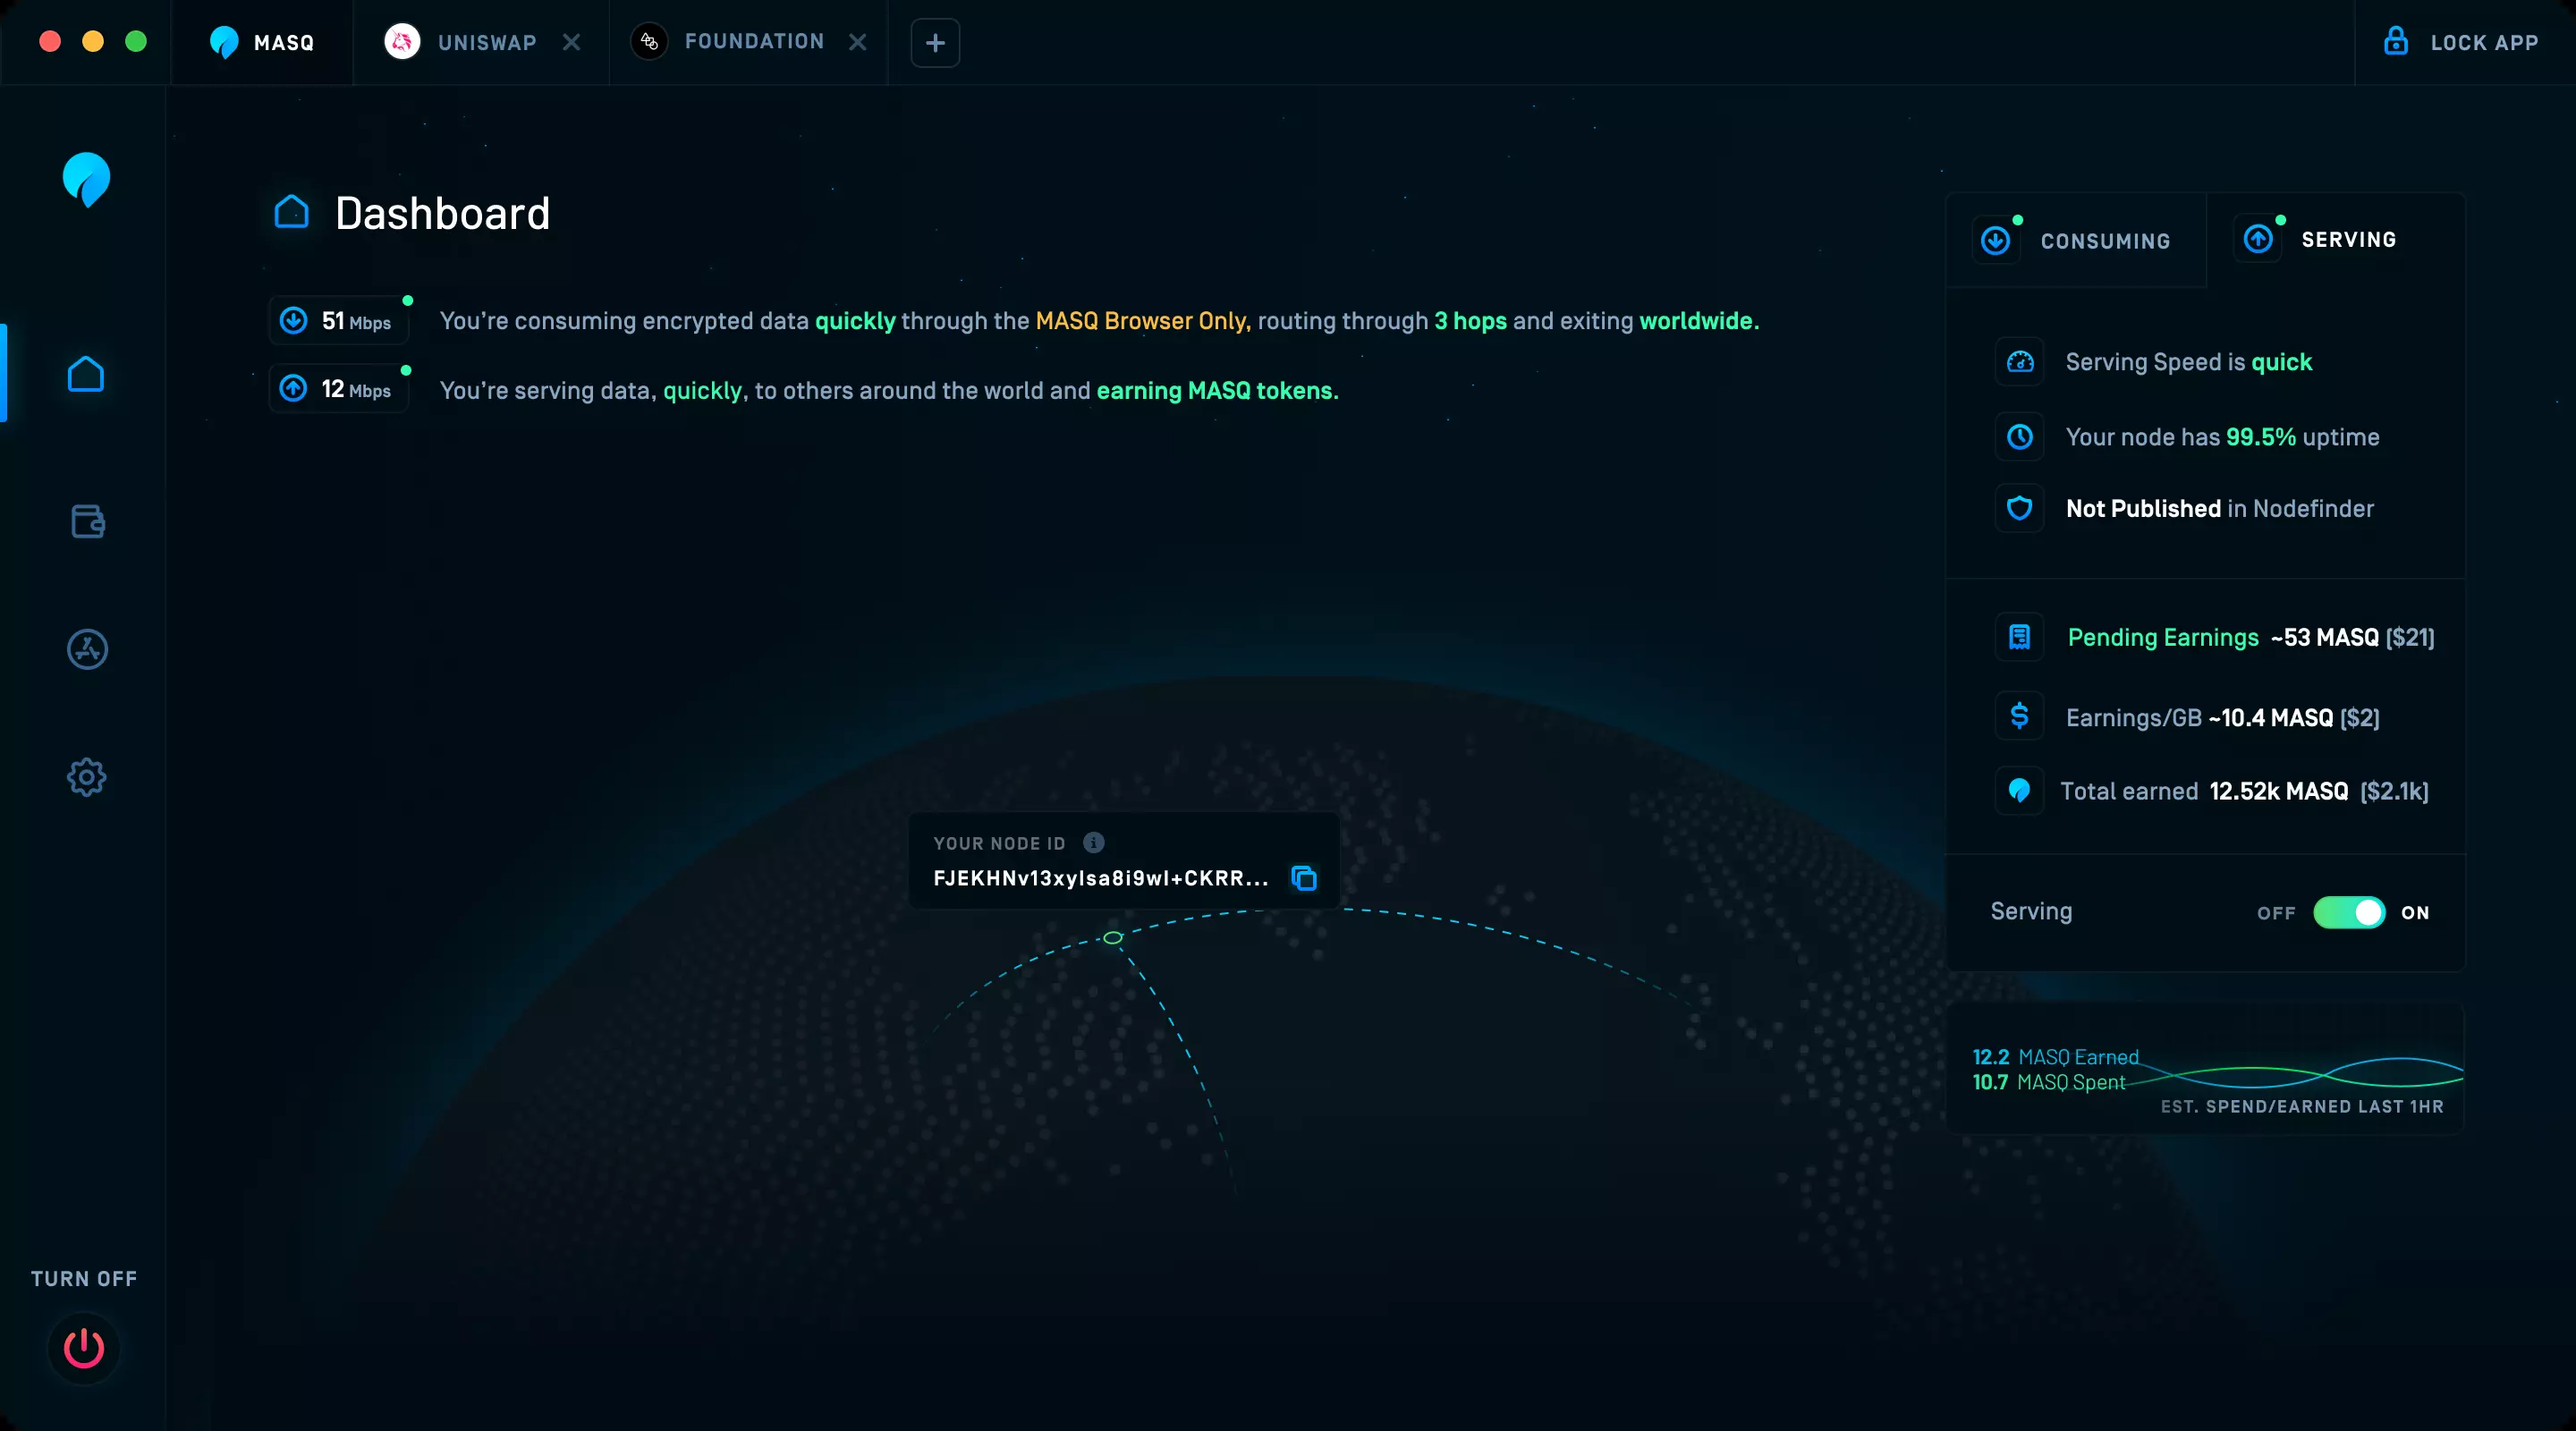 MASQ
UNISWAP
FOUNDATION
LOCK APP
Dashboard
51 Mbps
You’re consuming encrypted data quickly through the MASQ Browser Only, routing through 3 hops and exiting worldwide.
12 Mbps
You’re serving data, quickly, to others around the world and earning MASQ tokens.
CONSUMING
SERVING
Serving Speed is quick
Your node has 99.5% uptime
Not Published in Nodefinder
Pending Earnings ~53 MASQ [$21]
Earnings/GB ~10.4 MASQ [$2]
Total earned 12.52k MASQ [$2.1k]
Serving
OFF
ON
12.2 MASQ Earned
10.7 MASQ Spent
EST. SPEND/EARNED LAST 1HR
YOUR NODE ID
FJEKHNv13xyIsa8i9wI+CKRR...
TURN OFF